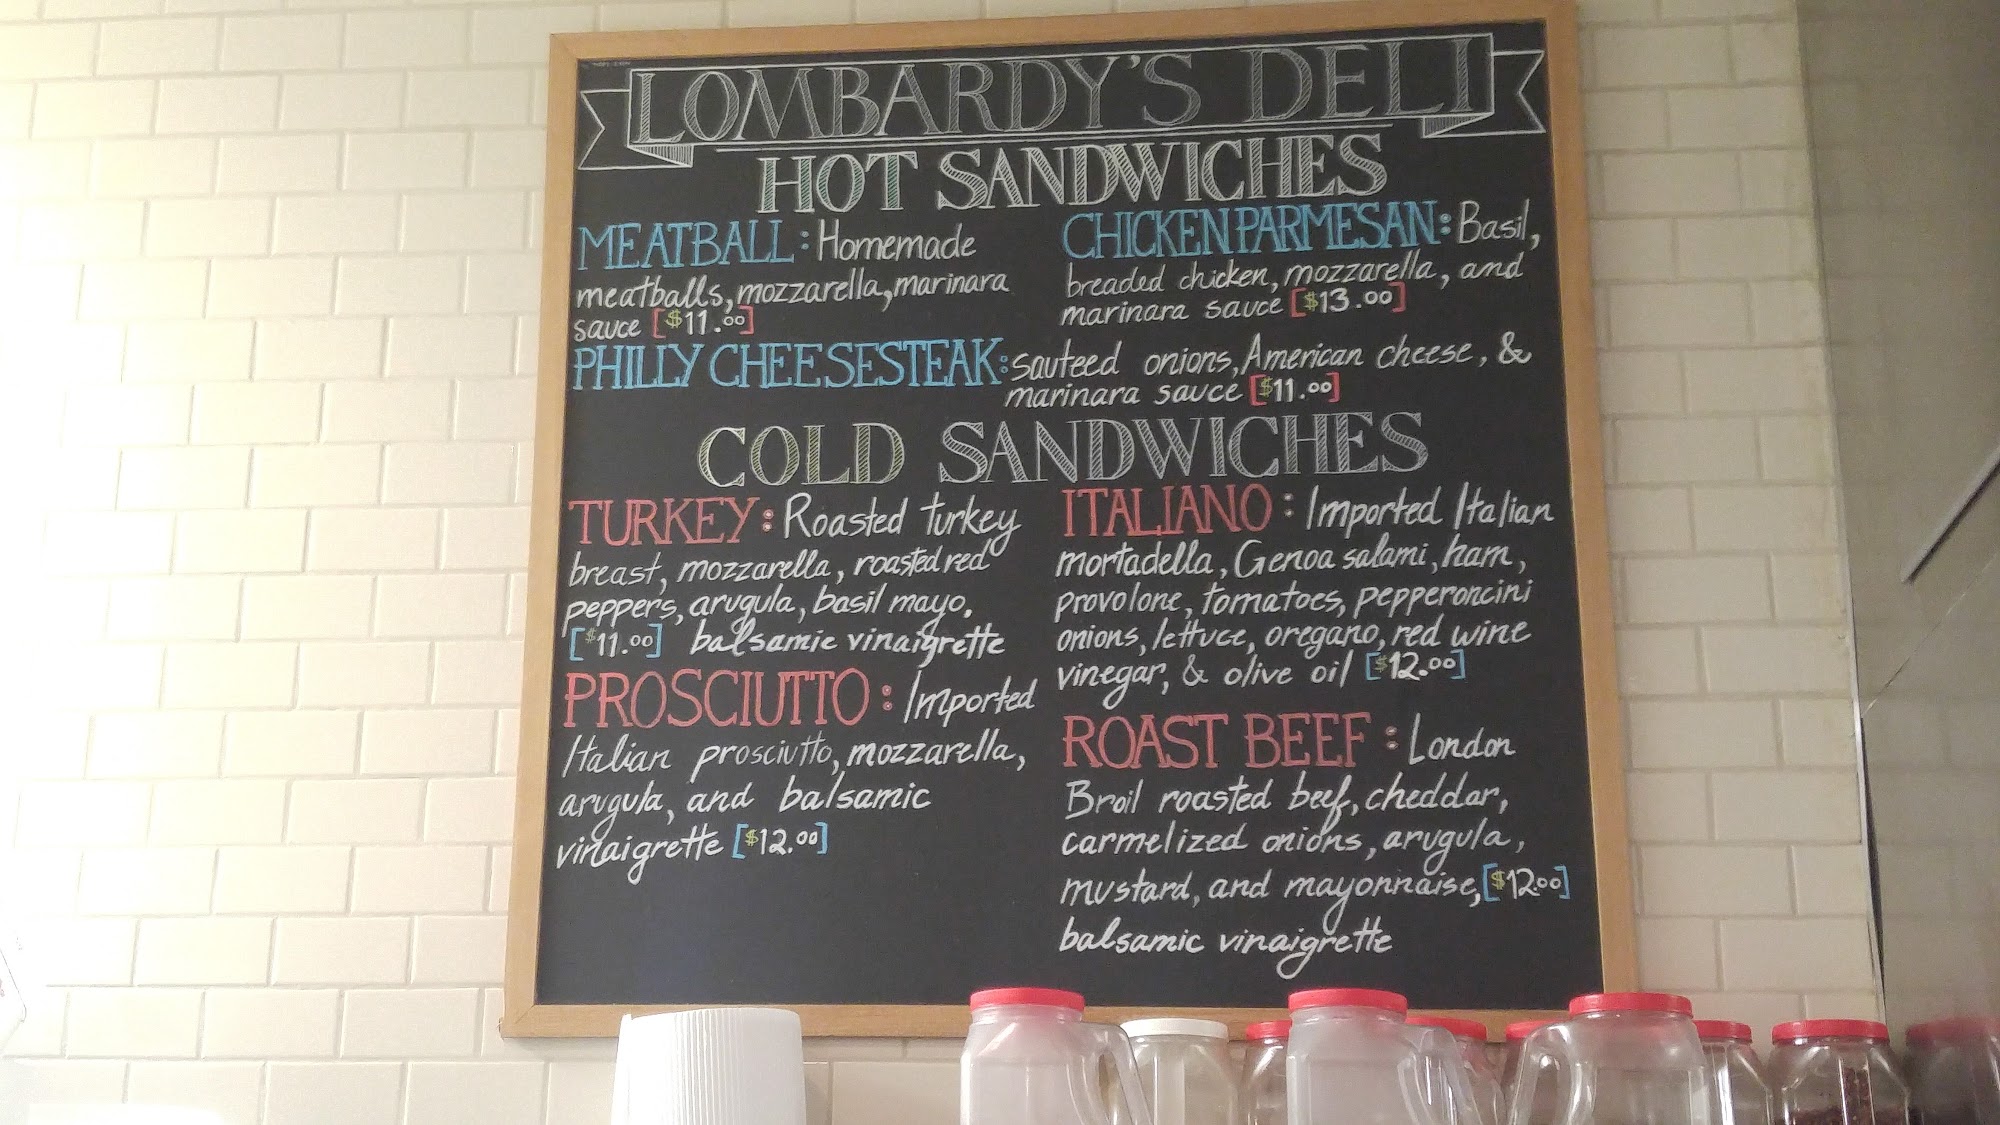 LOMBARDY'S DELI
HOT SANDWICHES
MEATBALL: Homemade
meatballs, mozzarella, marinara
sauce [$11.00]
CHICKEN PARMESAN: Basil,
breaded chicken, mozzarella, and
marinara sauce [$13.00]
PHILLY CHEESESTEAK: sauteed onions, American cheese, &
marinara sauce [$11.00]
COLD SANDWICHES
TURKEY: Roasted turkey
breast, mozzarella, roasted red
peppers, arugula, basil mayo,
[$11.00] balsamic vinaigrette
PROSCIUTTO: Imported
Italian prosciutto, mozzarella,
arugula, and balsamic
vinaigrette [$12.00]
ITALIANO: Imported Italian
mortadella, Genoa salami, ham,
provolone, tomatoes, pepperoncini
onions, lettuce, oregano, red wine
vinegar, & olive oil [$12.00]
ROAST BEEF: London
Broil roasted beef, cheddar,
carmelized onions, arugula,
mustard, and mayonnaise, [$12.00]
balsamic vinaigrette